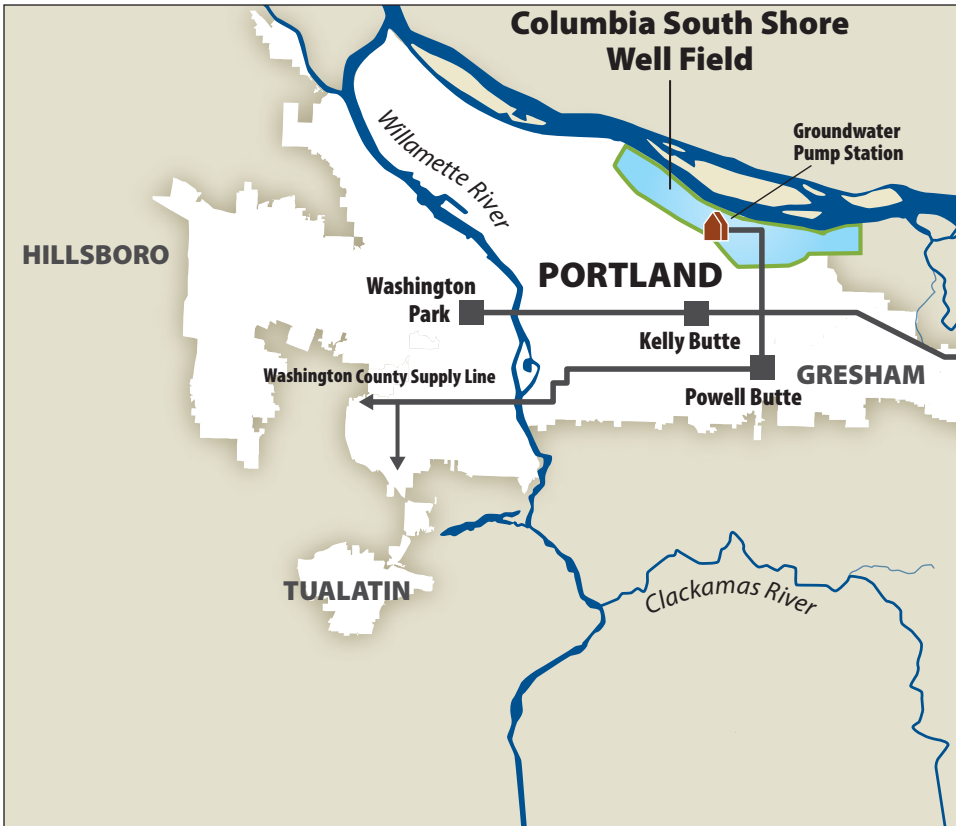 Columbia South Shore
Well Field
Groundwater
Pump Station
Willamette River
HILLSBORO
PORTLAND
Washington
Park
Kelly Butte
Washington County Supply Line
GRESHAM
Powell Butte
TUALATIN
Clackamas River